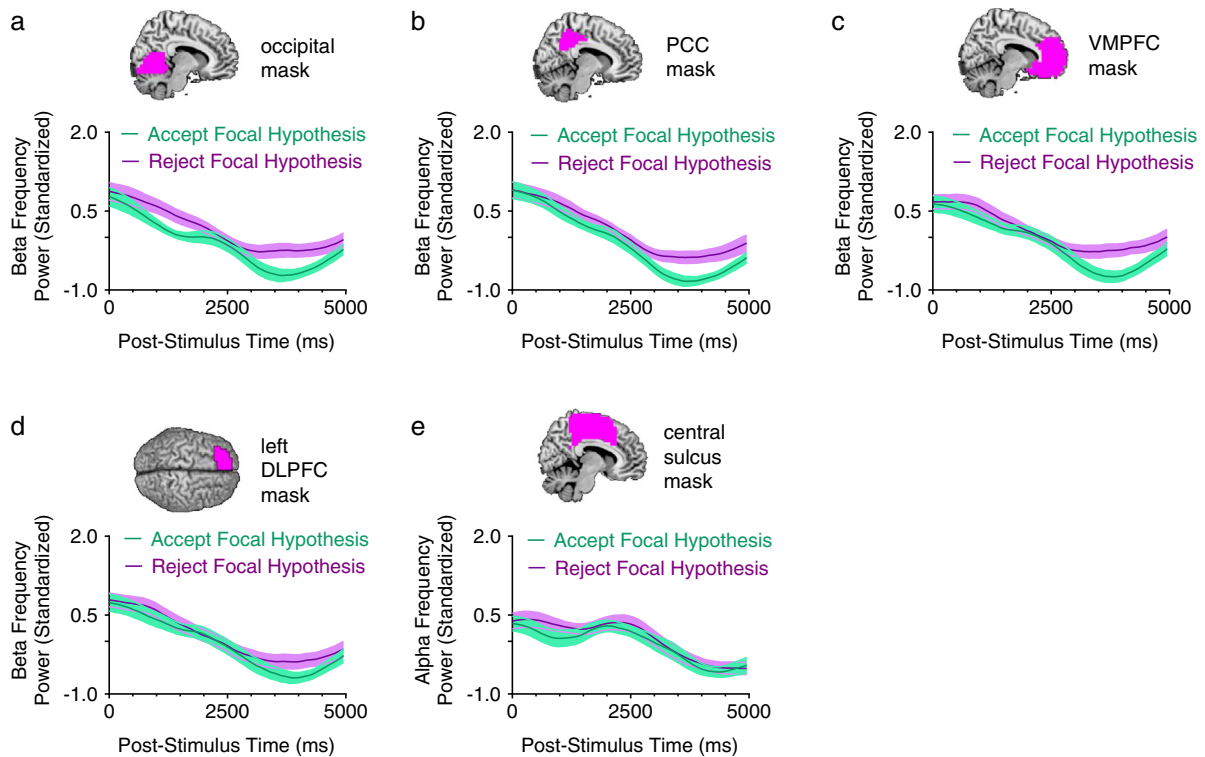 a
occipital
mask
Beta Frequency
Power (Standardized)
2.0
0.5
-1.0
Accept Focal Hypothesis
Reject Focal Hypothesis
0
2500
5000
Post-Stimulus Time (ms)
b
PCC
mask
Beta Frequency
Power (Standardized)
2.0
0.5
-1.0
Accept Focal Hypothesis
Reject Focal Hypothesis
0
2500
5000
Post-Stimulus Time (ms)
c
VMPFC
mask
Beta Frequency
Power (Standardized)
2.0
0.5
-1.0
Accept Focal Hypothesis
Reject Focal Hypothesis
0
2500
5000
Post-Stimulus Time (ms)
d
left
DLPFC
mask
Beta Frequency
Power (Standardized)
2.0
0.5
-1.0
Accept Focal Hypothesis
Reject Focal Hypothesis
0
2500
5000
Post-Stimulus Time (ms)
e
central
sulcus
mask
Alpha Frequency
Power (Standardized)
2.0
0.5
-1.0
Accept Focal Hypothesis
Reject Focal Hypothesis
0
2500
5000
Post-Stimulus Time (ms)